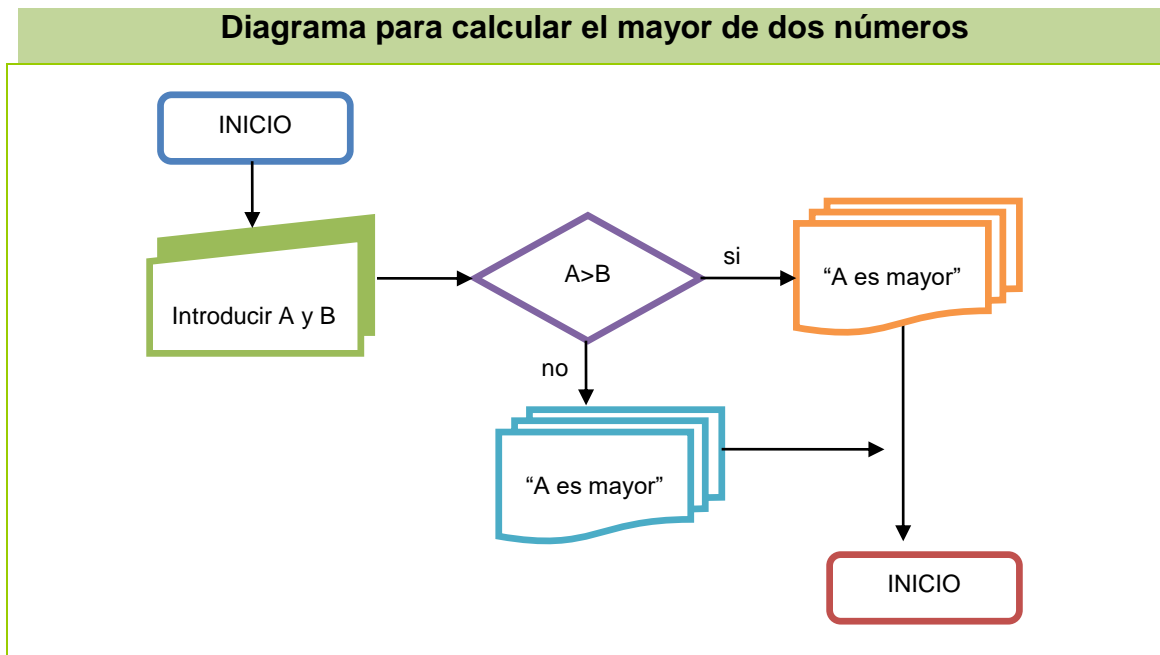 Diagrama para calcular el mayor de dos números
INICIO
Introducir A y B
A>B
si
“A es mayor”
no
“A es mayor”
INICIO